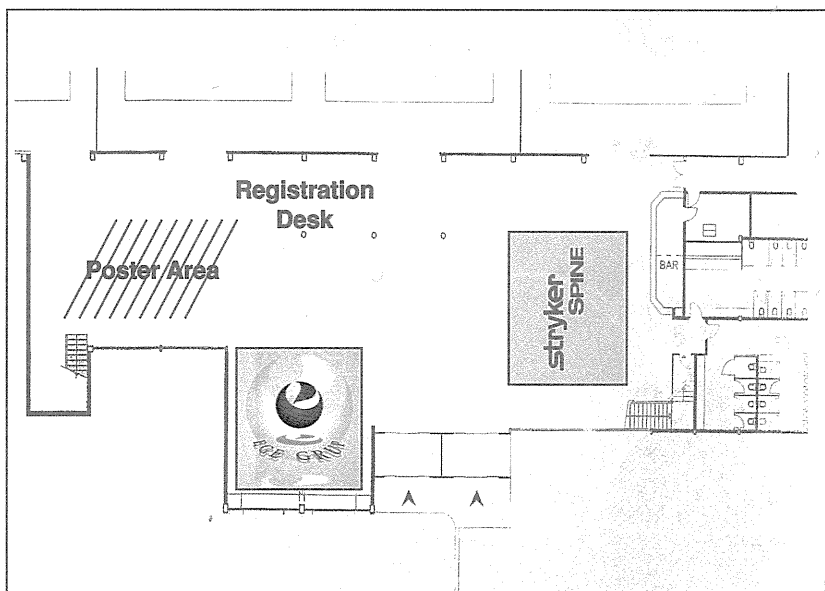 Registration
Desk
Poster Area
stryker
SPINE
BAR
EGE GRUP